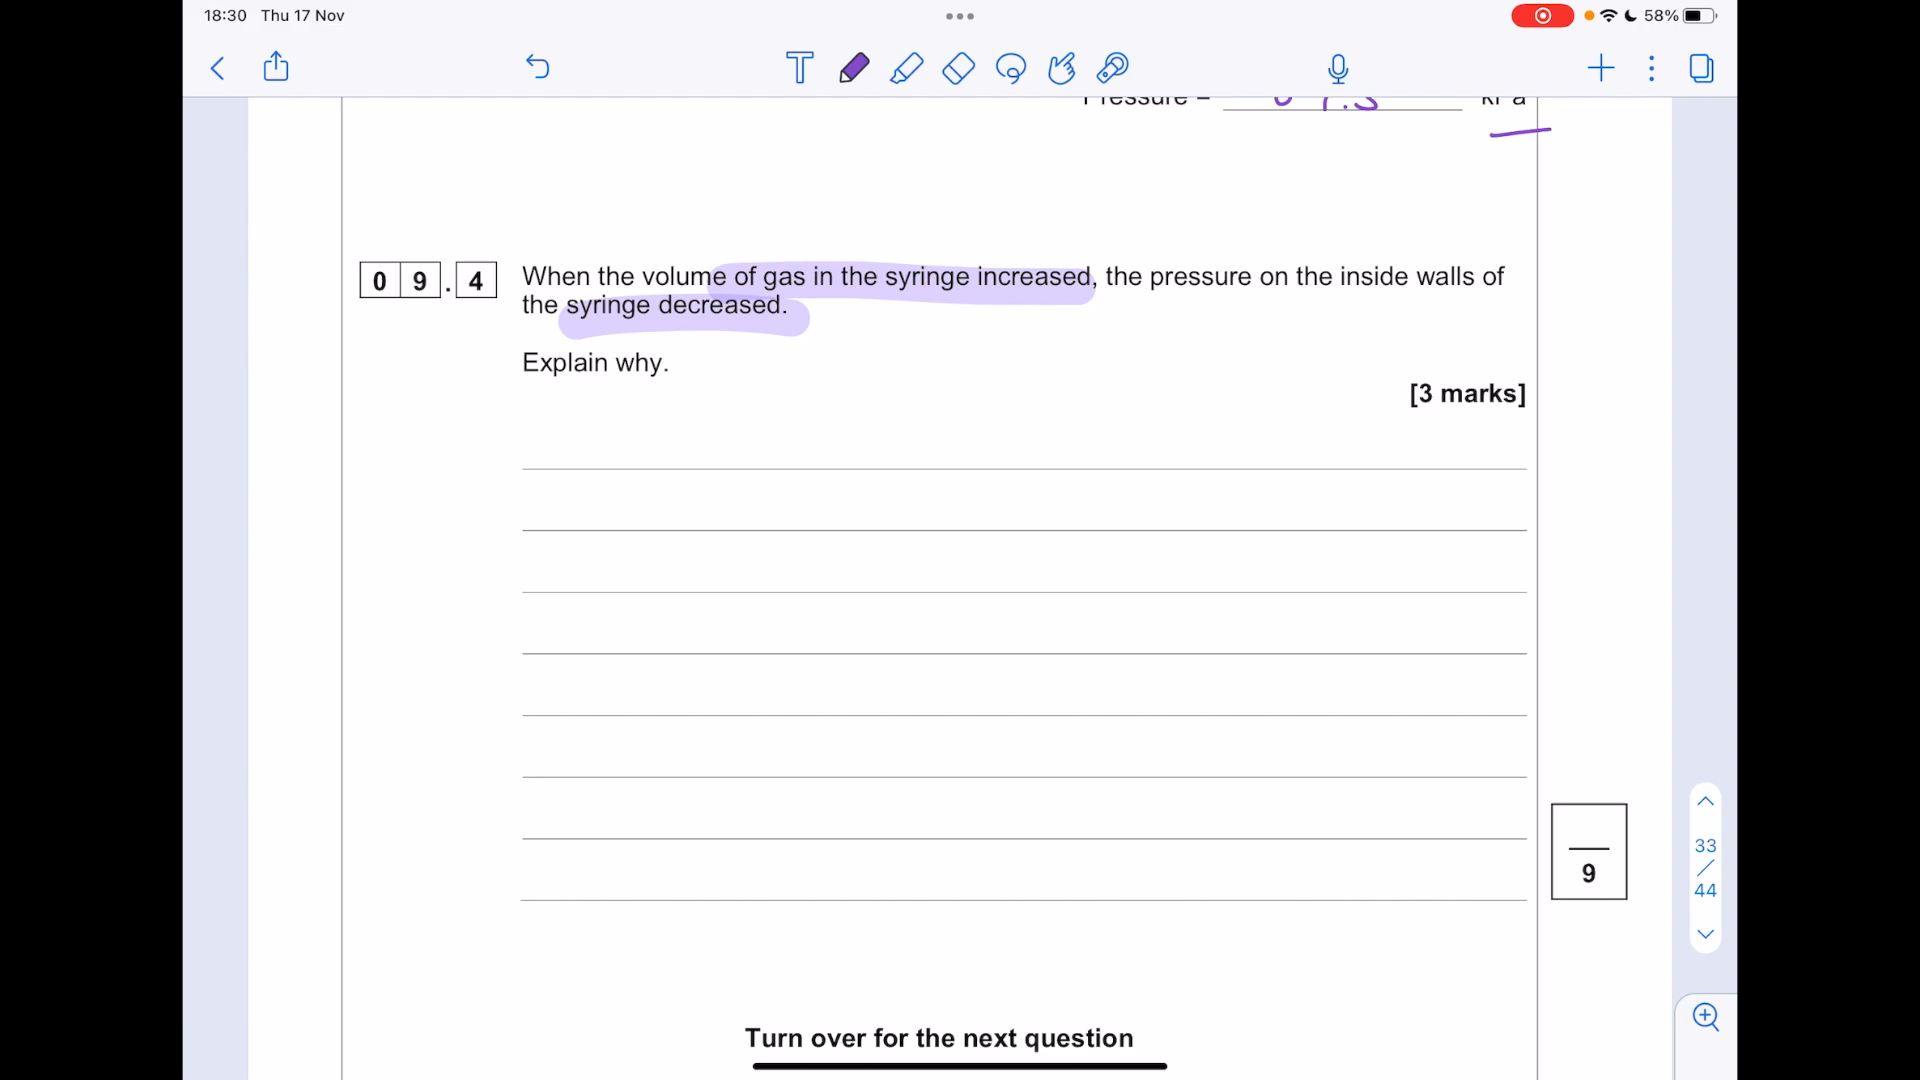 18:30 Thu 17 Nov
58%
Pressure = kPa
0 9 . 4 When the volume of gas in the syringe increased, the pressure on the inside walls of
the syringe decreased.
Explain why.
[3 marks]
33
44
9
Turn over for the next question